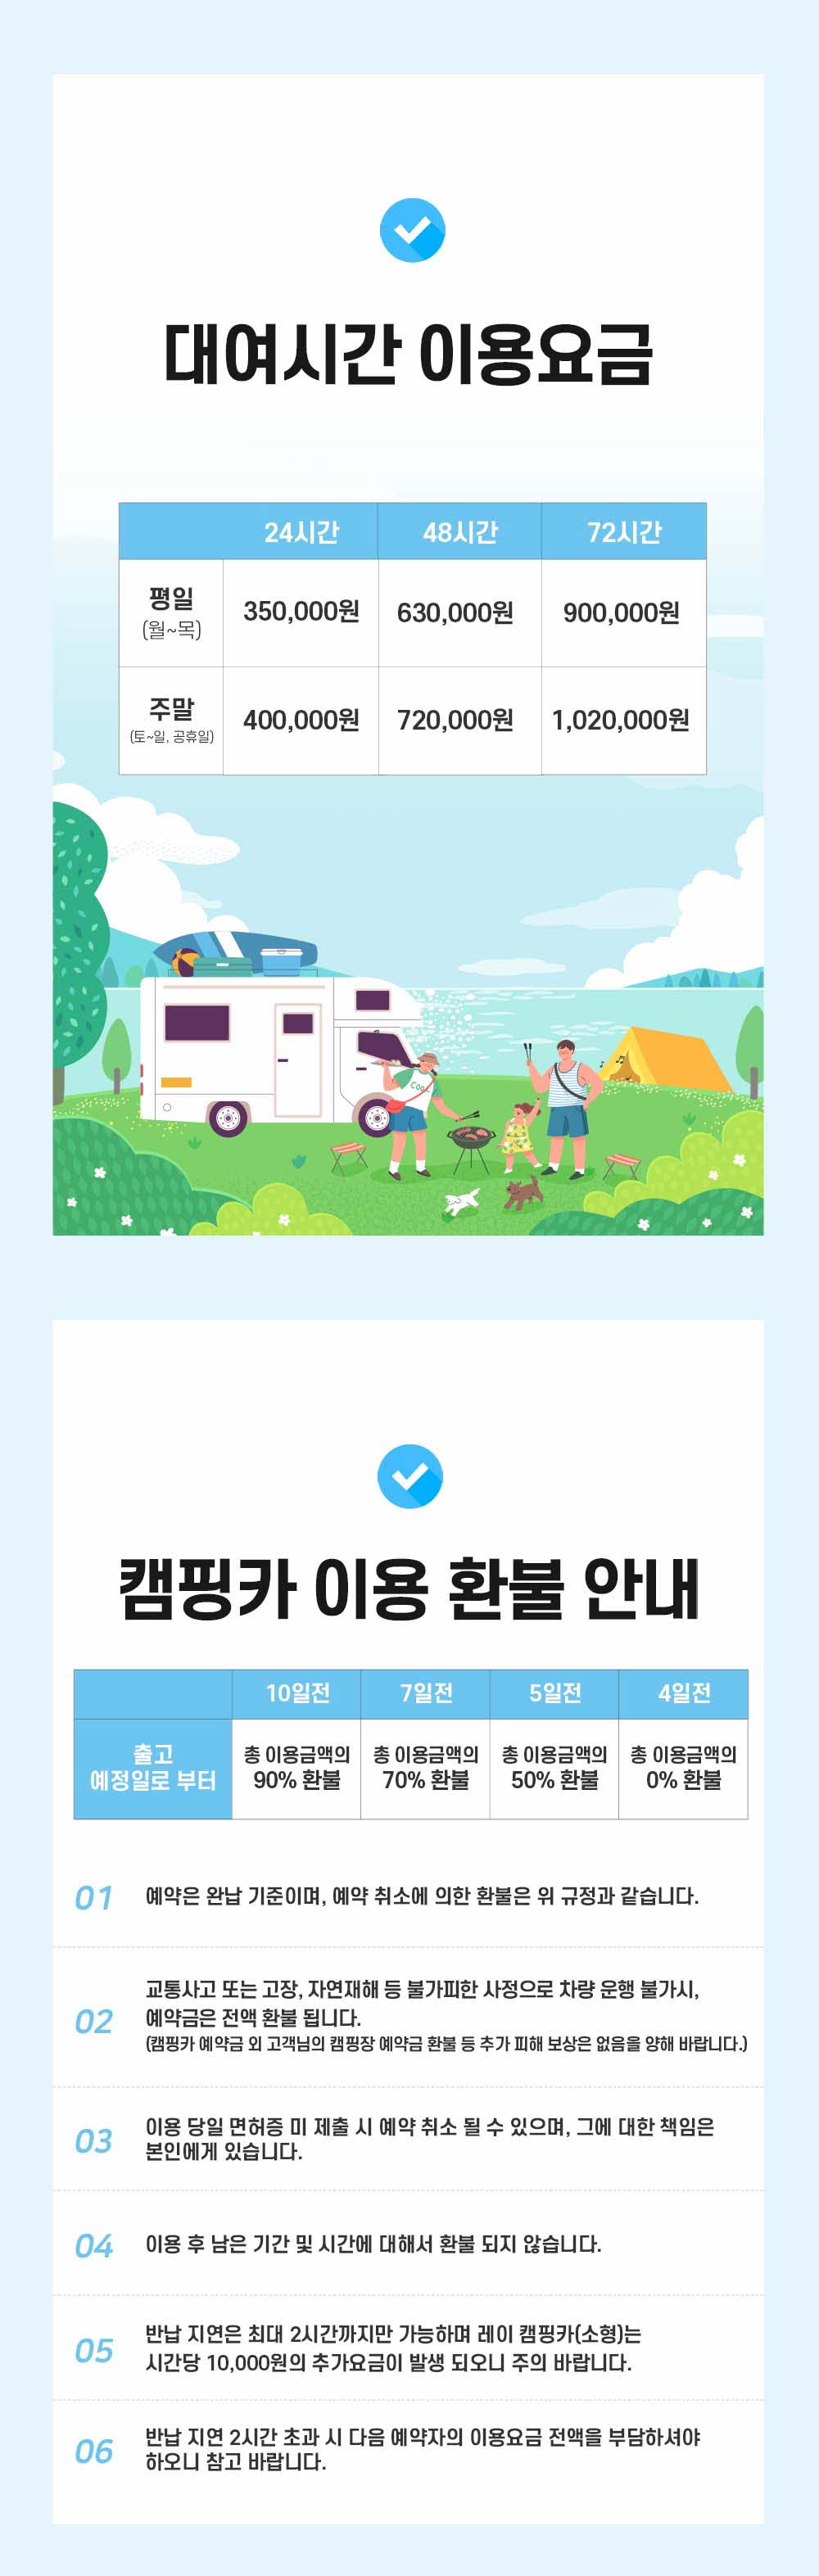 대여시간 이용요금
24시간 48시간 72시간
평일 350,000원 630,000원 900,000원
(월~목)
주말 400,000원 720,000원 1,020,000원
(토~일, 공휴일)
COOL
캠핑카 이용 환불 안내
10일전 7일전 5일전 4일전
출고 총 이용금액의 총 이용금액의 총 이용금액의 총 이용금액의
예정일로 부터 90% 환불 70% 환불 50% 환불 0% 환불
01 예약은 완납 기준이며, 예약 취소에 의한 환불은 위 규정과 같습니다.
교통사고 또는 고장, 자연재해 등 불가피한 사정으로 차량 운행 불가시,
02 예약금은 전액 환불 됩니다.
(캠핑카 예약금 외 고객님의 캠핑장 예약금 환불 등 추가 피해 보상은 없음을 양해 바랍니다.)
03 이용 당일 면허증 미 제출 시 예약 취소 될 수 있으며, 그에 대한 책임은
본인에게 있습니다.
04 이용 후 남은 기간 및 시간에 대해서 환불 되지 않습니다.
05 반납 지연은 최대 2시간까지만 가능하며 레이 캠핑카(소형)는
시간당 10,000원의 추가요금이 발생 되오니 주의 바랍니다.
06 반납 지연 2시간 초과 시 다음 예약자의 이용요금 전액을 부담하셔야
하오니 참고 바랍니다.